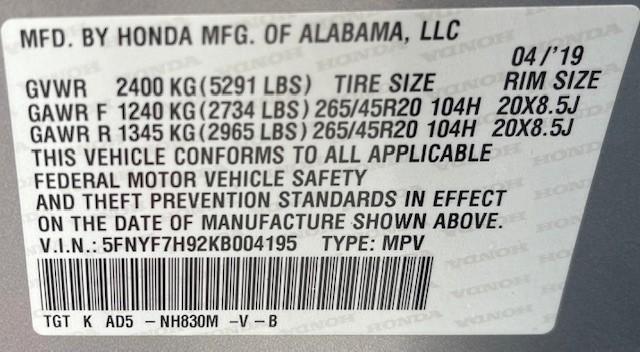 MFD. BY HONDA MFG. OF ALABAMA, LLC
04/'19
GVWR 2400 KG(5291 LBS) TIRE SIZE RIM SIZE
GAWR F 1240 KG(2734 LBS) 265/45R20 104H 20X8.5J
GAWR R 1345 KG(2965 LBS) 265/45R20 104H 20X8.5J
THIS VEHICLE CONFORMS TO ALL APPLICABLE
FEDERAL MOTOR VEHICLE SAFETY
AND THEFT PREVENTION STANDARDS IN EFFECT
ON THE DATE OF MANUFACTURE SHOWN ABOVE.
V.I.N.: 5FNYF7H92KB004195 TYPE: MPV
TGT K AD5 -NH830M -V-B